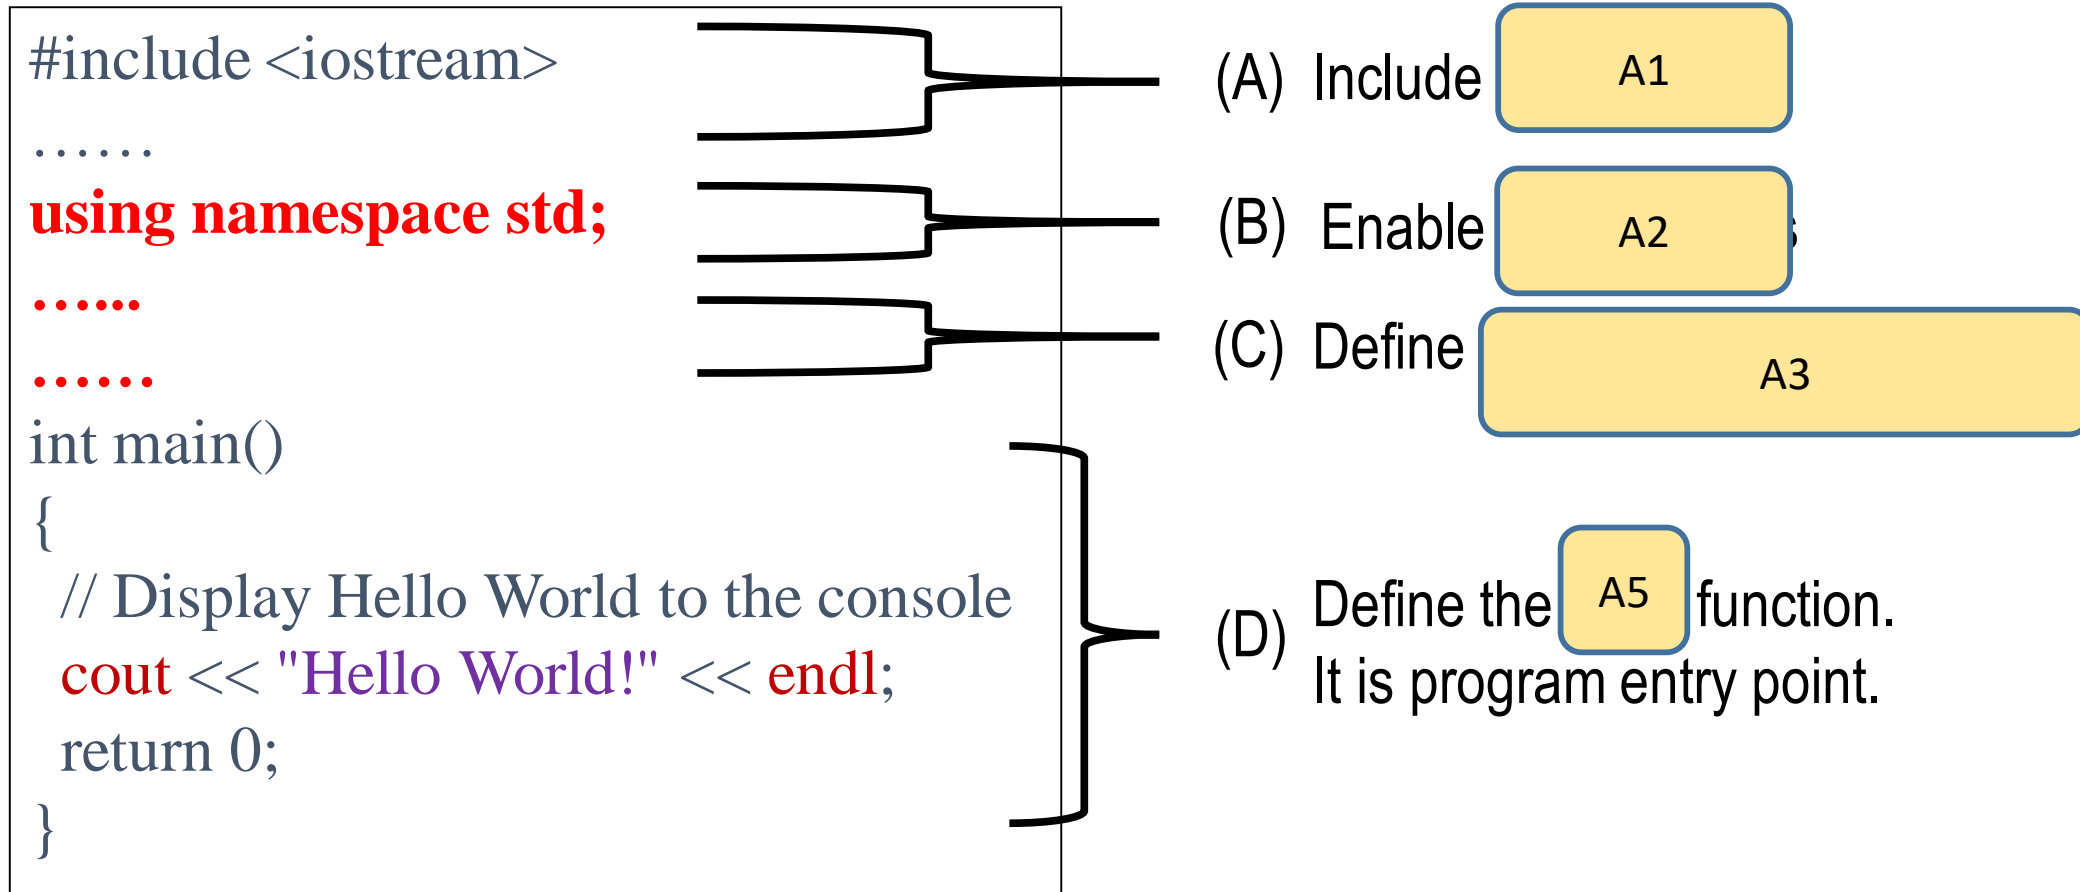 #include <iostream>
……
using namespace std;
…...
……
int main()
{
// Display Hello World to the console
cout << "Hello World!" << endl;
return 0;
}
(A) Include A1
(B) Enable A2
(C) Define A3
(D) Define the A5 function.
It is program entry point.